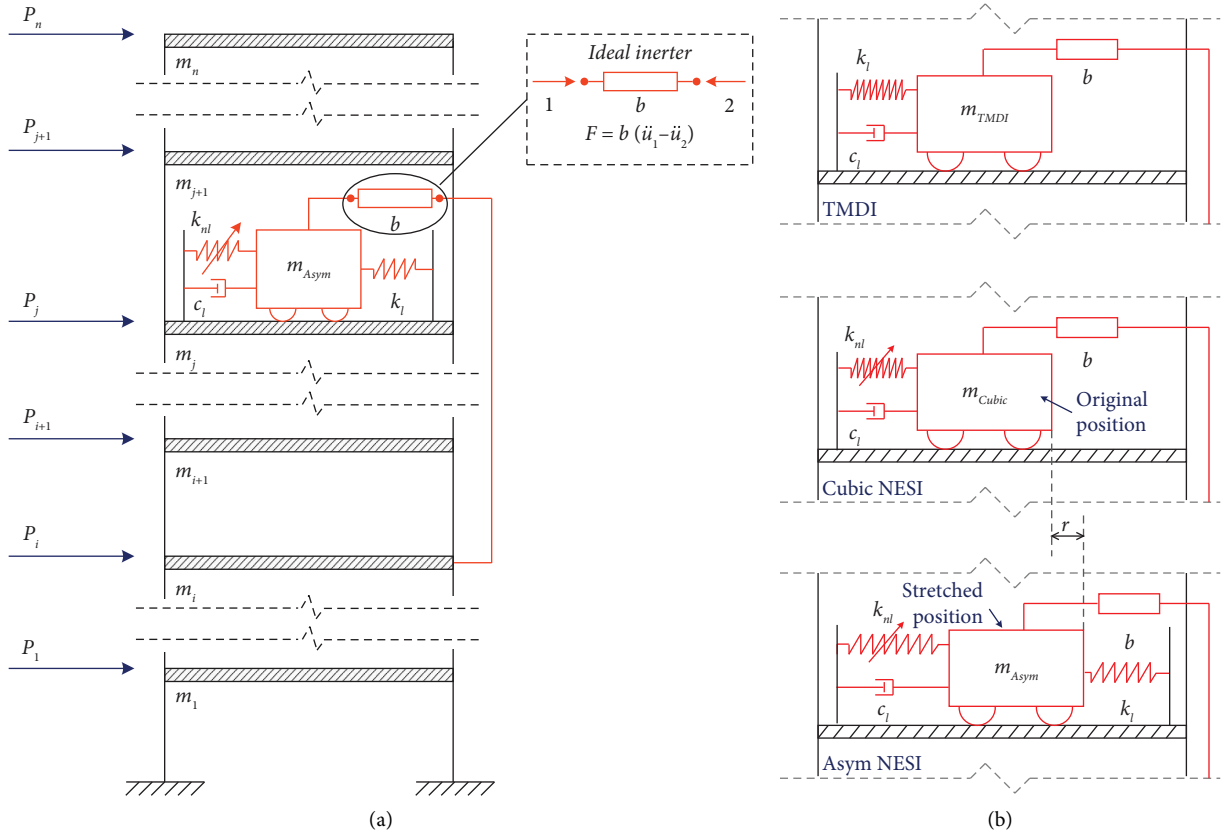 P_n
m_n
P_{j+1}
m_{j+1}
k_{nl}
b
m_{Asym}
c_l
k_l
P_j
m_j
P_{i+1}
m_{i+1}
P_i
m_i
P_1
m_1
(a)
Ideal inerter
1 b 2
F = b (ü_1–ü_2)
k_l
b
m_{TMDI}
c_l
TMDI
k_{nl}
b
m_{Cubic}
Original
position
c_l
Cubic NESI
r
Stretched
position
k_{nl}
b
m_{Asym}
c_l
k_l
Asym NESI
(b)